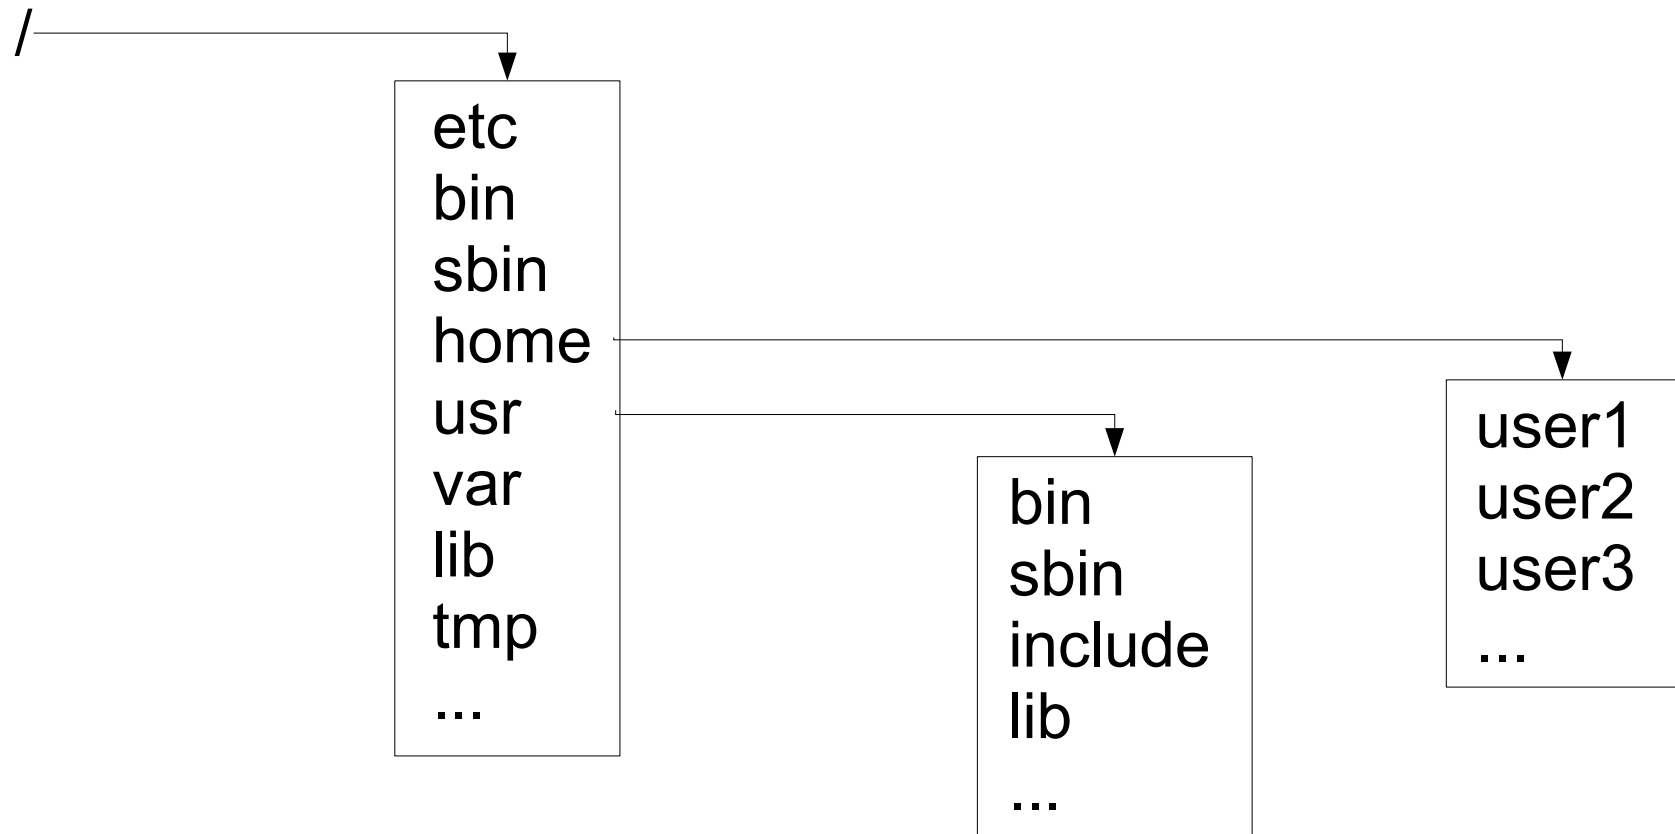 /
etc
bin
sbin
home
usr
var
lib
tmp
...
bin
sbin
include
lib
...
user1
user2
user3
...